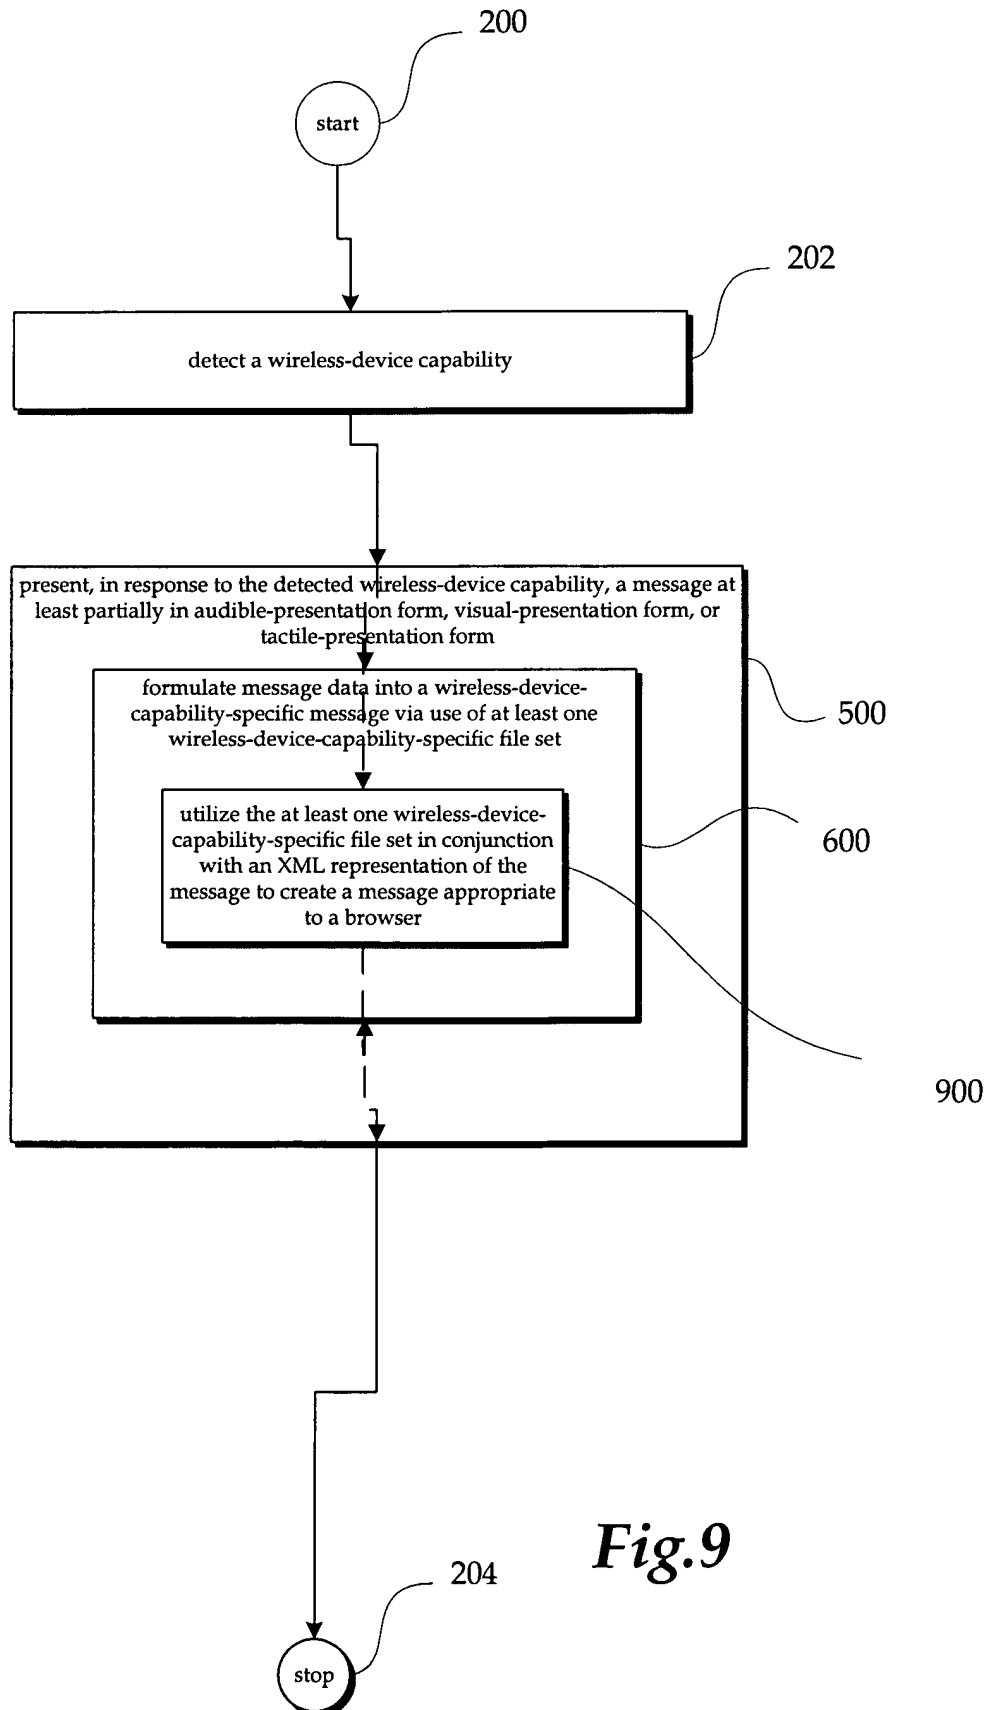 200
start
202
detect a wireless-device capability
present, in response to the detected wireless-device capability, a message at
least partially in audible-presentation form, visual-presentation form, or
tactile-presentation form
formulate message data into a wireless-device-
capability-specific message via use of at least one
wireless-device-capability-specific file set
500
utilize the at least one wireless-device-
capability-specific file set in conjunction
with an XML representation of the
message to create a message appropriate
to a browser
600
900
Fig.9
204
stop